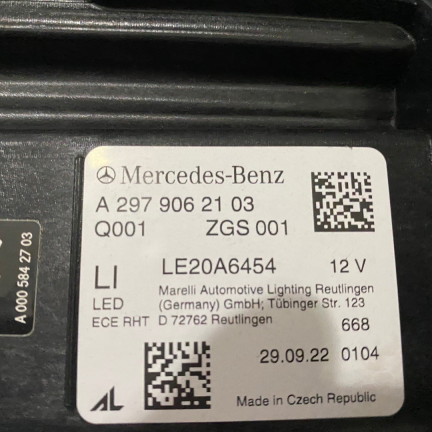 Mercedes-Benz
A 297 906 21 03
Q001 ZGS 001
LI LE20A6454 12 V
LED Marelli Automotive Lighting Reutlingen
(Germany) GmbH; Tübinger Str. 123
ECE RHT D 72762 Reutlingen
668
29.09.22 0104
AL Made in Czech Republic
A 000 584 27 03